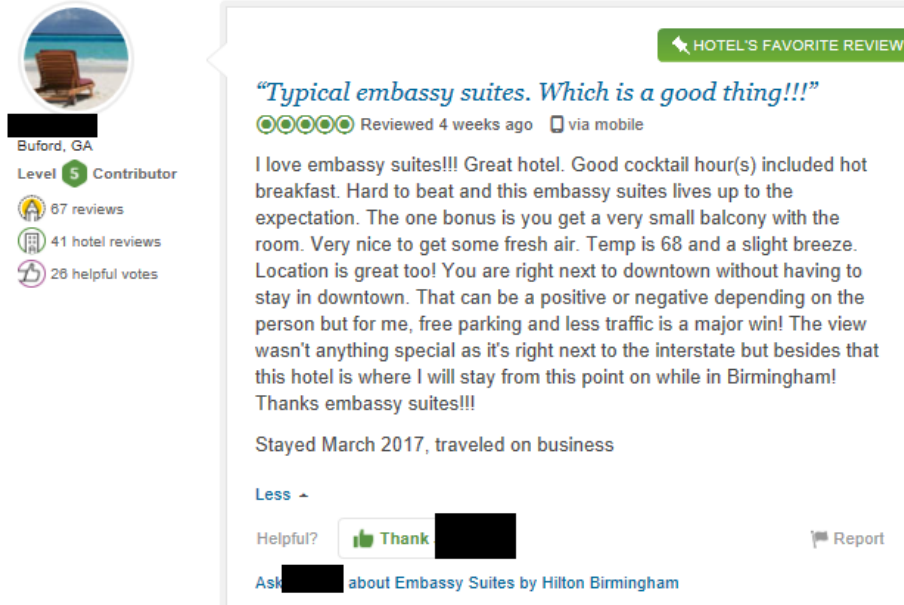 HOTEL'S FAVORITE REVIEW
“Typical embassy suites. Which is a good thing!!!”
Reviewed 4 weeks ago via mobile
Buford, GA
Level 5 Contributor
67 reviews
41 hotel reviews
26 helpful votes
I love embassy suites!!! Great hotel. Good cocktail hour(s) included hot
breakfast. Hard to beat and this embassy suites lives up to the
expectation. The one bonus is you get a very small balcony with the
room. Very nice to get some fresh air. Temp is 68 and a slight breeze.
Location is great too! You are right next to downtown without having to
stay in downtown. That can be a positive or negative depending on the
person but for me, free parking and less traffic is a major win! The view
wasn't anything special as it's right next to the interstate but besides that
this hotel is where I will stay from this point on while in Birmingham!
Thanks embassy suites!!!
Stayed March 2017, traveled on business
Less
Helpful? Thank Report
Ask about Embassy Suites by Hilton Birmingham